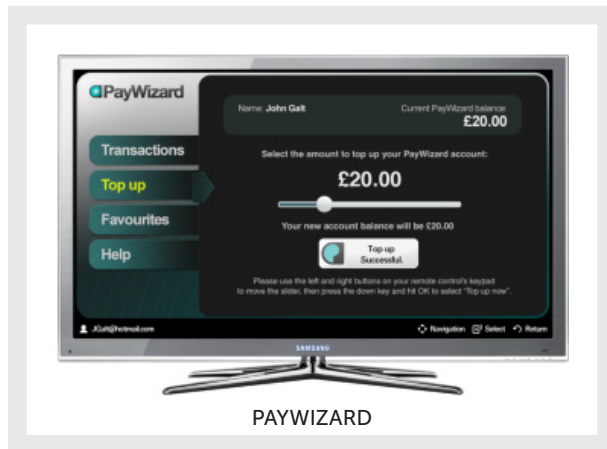 PayWizard
Name: John Galt
Current PayWizard balance:
£20.00
Transactions
Top up
Favourites
Help
Select the amount to top up your PayWizard account:
£20.00
Your new account balance will be £20.00
Top up
Successful.
Please use the left and right buttons on your remote control's keypad
to move the slider, then press the down key and hit OK to select "Top up now".
JGalt@hotmail.com
Navigation
Select
Return
SAMSUNG
PAYWIZARD